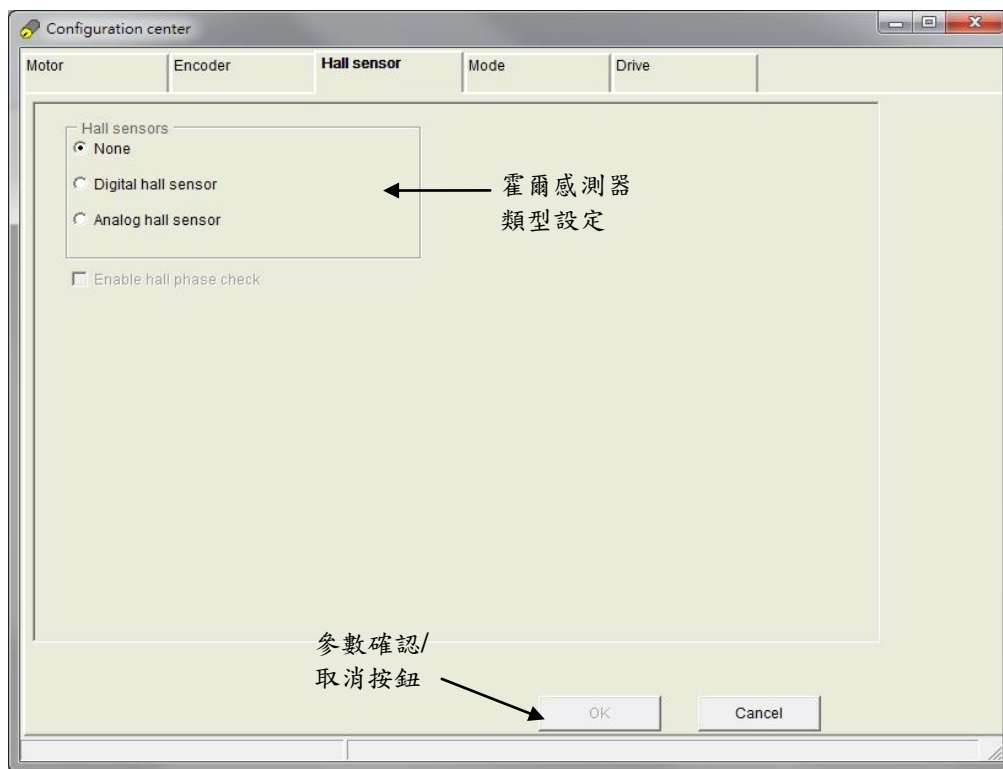 Configuration center
Motor Encoder Hall sensor Mode Drive
Hall sensors
None
Digital hall sensor
Analog hall sensor
霍爾感測器
類型設定
Enable hall phase check
參數確認/
取消按鈕
OK Cancel